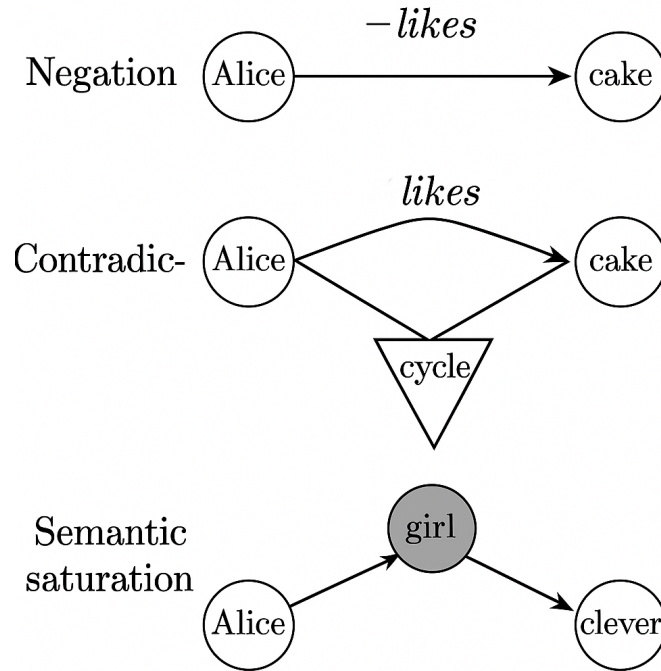 −likes
Negation Alice cake
likes
Contradic- Alice cake
cycle
girl
Semantic
saturation
Alice clever